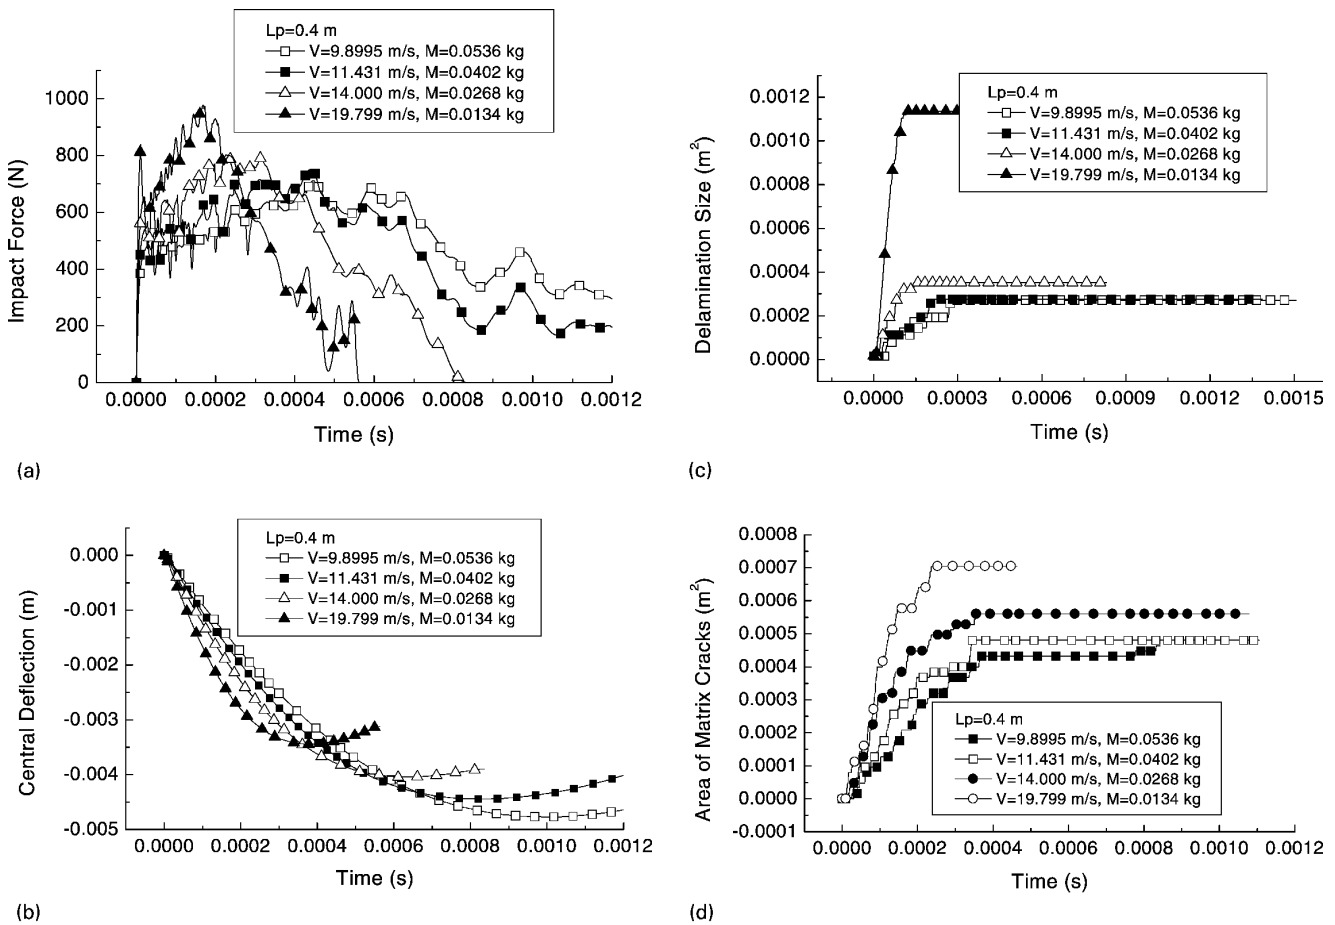 Lp=0.4 m
V=9.8995 m/s, M=0.0536 kg
V=11.431 m/s, M=0.0402 kg
V=14.000 m/s, M=0.0268 kg
V=19.799 m/s, M=0.0134 kg
Impact Force (N)
1000
800
600
400
200
0
0.0000 0.0002 0.0004 0.0006 0.0008 0.0010 0.0012
Time (s)
(a)
Lp=0.4 m
V=9.8995 m/s, M=0.0536 kg
V=11.431 m/s, M=0.0402 kg
V=14.000 m/s, M=0.0268 kg
V=19.799 m/s, M=0.0134 kg
Delamination Size (m²)
0.0012
0.0010
0.0008
0.0006
0.0004
0.0002
0.0000
0.0000 0.0003 0.0006 0.0009 0.0012 0.0015
Time (s)
(c)
Lp=0.4 m
V=9.8995 m/s, M=0.0536 kg
V=11.431 m/s, M=0.0402 kg
V=14.000 m/s, M=0.0268 kg
V=19.799 m/s, M=0.0134 kg
Central Deflection (m)
0.000
-0.001
-0.002
-0.003
-0.004
-0.005
0.0000 0.0002 0.0004 0.0006 0.0008 0.0010 0.0012
Time (s)
(b)
Area of Matrix Cracks (m²)
0.0008
0.0007
0.0006
0.0005
0.0004
0.0003
0.0002
0.0001
0.0000
-0.0001
Lp=0.4 m
V=9.8995 m/s, M=0.0536 kg
V=11.431 m/s, M=0.0402 kg
V=14.000 m/s, M=0.0268 kg
V=19.799 m/s, M=0.0134 kg
0.0000 0.0002 0.0004 0.0006 0.0008 0.0010 0.0012
Time (s)
(d)